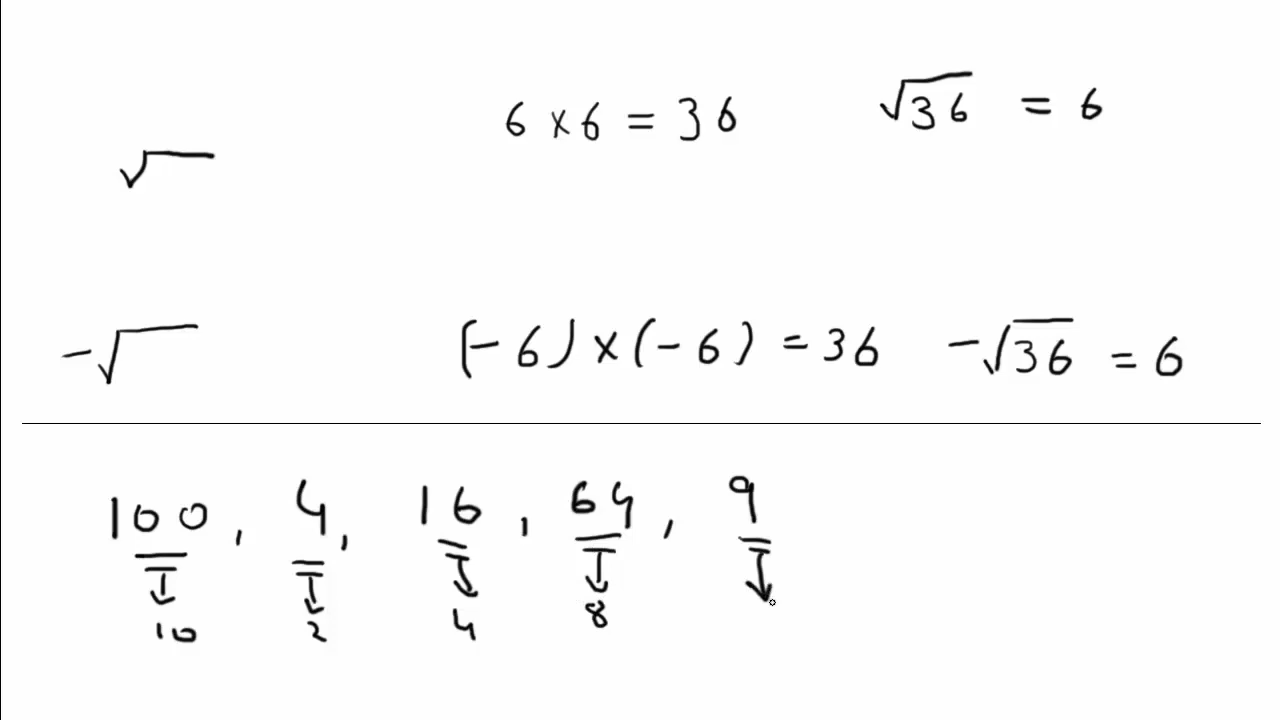 6 × 6 = 36
√36 = 6
√
-√
(-6) × (-6) = 36
-√36 = 6
100, 4, 16, 64, 9
10 2 4 8